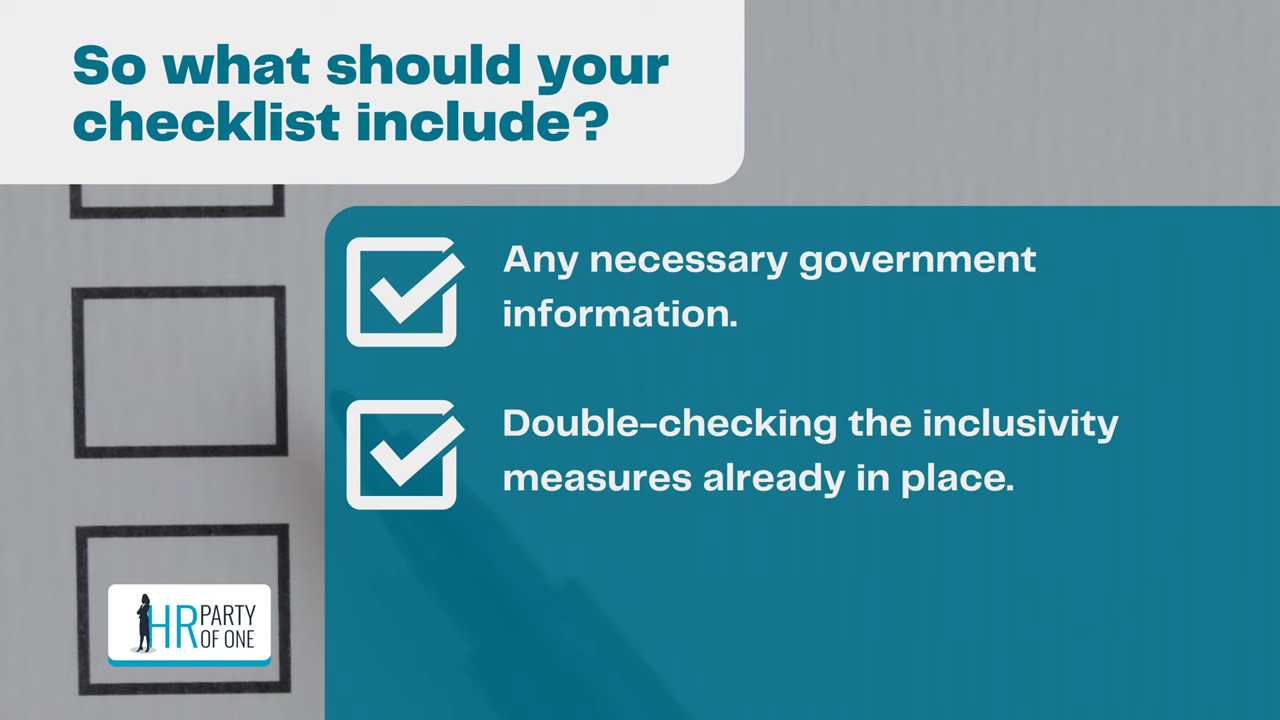 So what should your
checklist include?
Any necessary government
information.
Double-checking the inclusivity
measures already in place.
HR PARTY
OF ONE